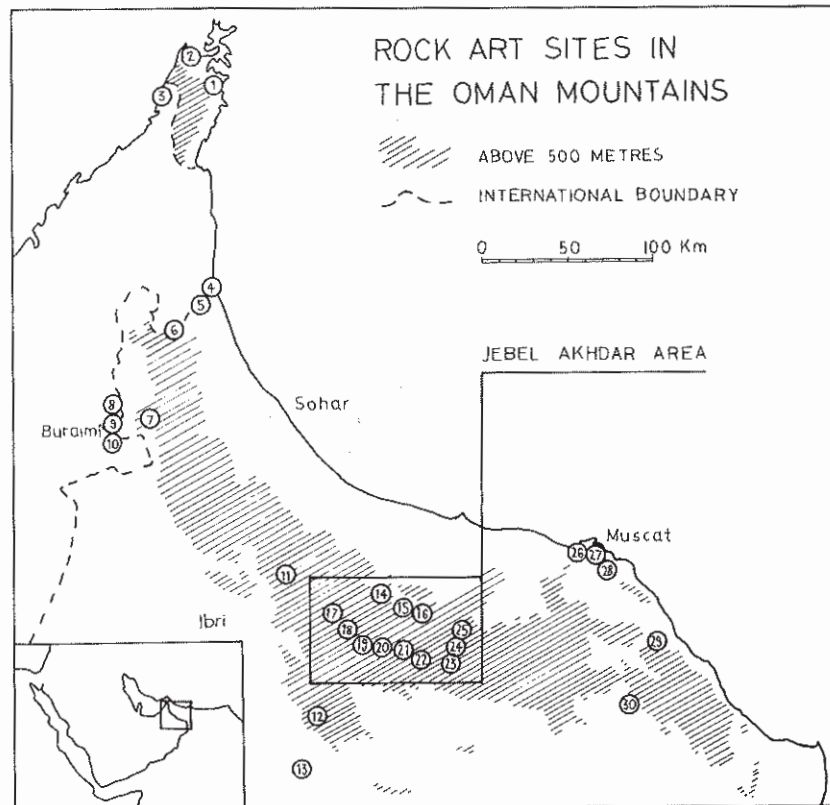 ROCK ART SITES IN
THE OMAN MOUNTAINS
ABOVE 500 METRES
INTERNATIONAL BOUNDARY
0 50 100 Km
JEBEL AKHDAR AREA
2
1
3
4
5
6
Sohar
8
9
7
Buraimi
10
Muscat
26 27
28
11
14
15 16
17
18
25
19 20 21
24
22
23
29
Ibri
30
12
13